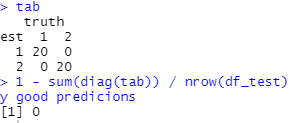 > tab
truth
est 1 2
1 20 0
2 0 20
> 1 - sum(diag(tab)) / nrow(df_test)
y good predicions
[1] 0